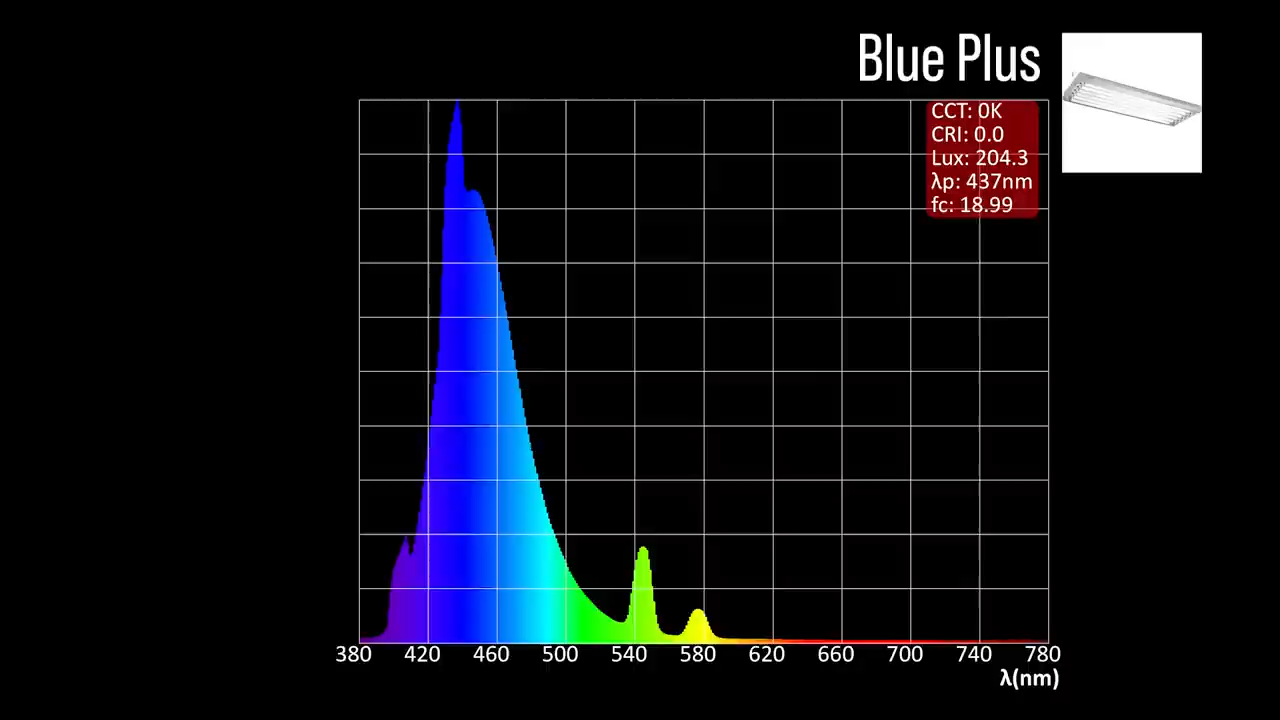 Blue Plus
CCT: 0K
CRI: 0.0
Lux: 204.3
λp: 437nm
fc: 18.99
380 420 460 500 540 580 620 660 700 740 780
λ(nm)